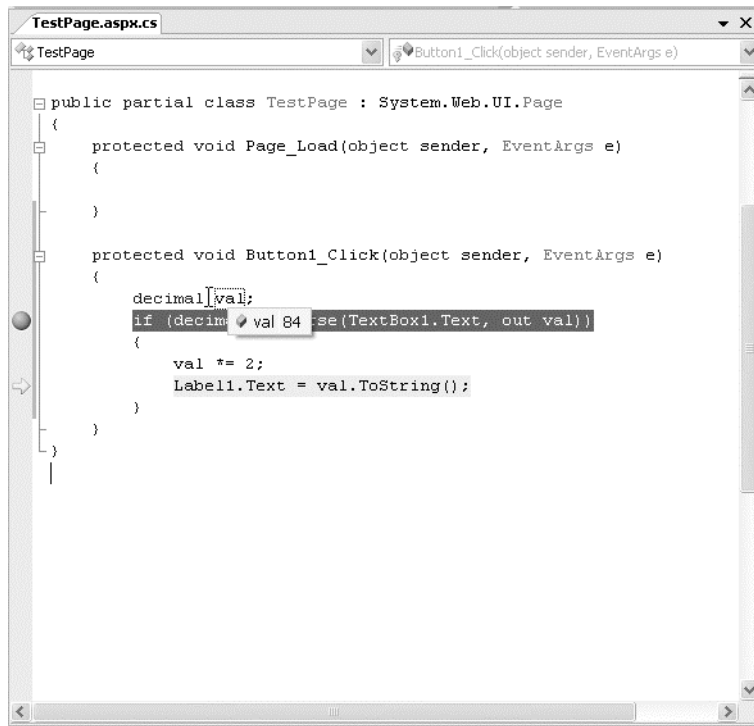 TestPage.aspx.cs
TestPage
Button1_Click(object sender, EventArgs e)
public partial class TestPage : System.Web.UI.Page
{
protected void Page_Load(object sender, EventArgs e)
{
}
protected void Button1_Click(object sender, EventArgs e)
{
decimal val;
if (decim
val 84
rse(TextBox1.Text, out val))
{
val *= 2;
Label1.Text = val.ToString();
}
}
}